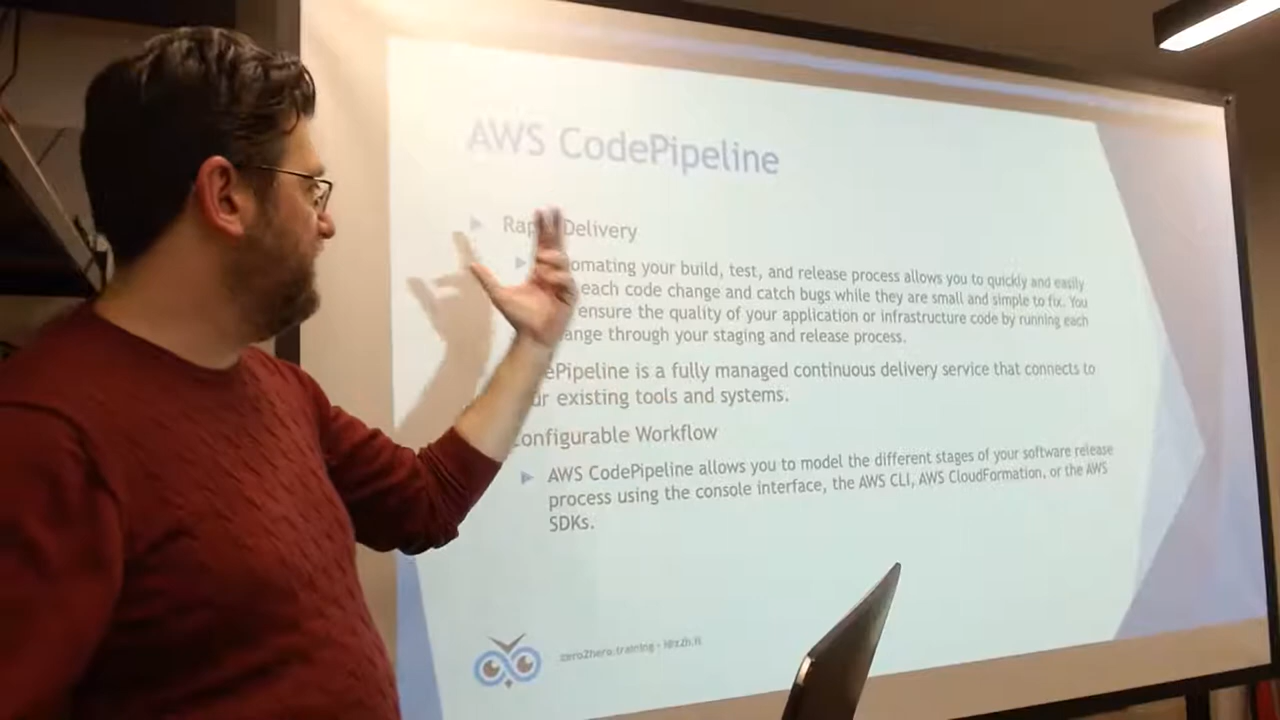 AWS CodePipeline
Delivery
omating your build, test, and release process allows you to quickly and easily
each code change and catch bugs while they are small and simple to fix. You
ensure the quality of your application or infrastructure code by running each
ange through your staging and release process.
ePipeline is a fully managed continuous delivery service that connects to
ur existing tools and systems.
onfigurable Workflow
AWS CodePipeline allows you to model the different stages of your software release
process using the console interface, the AWS CLI, AWS CloudFormation, or the AWS
SDKs.
zero2hero.training -